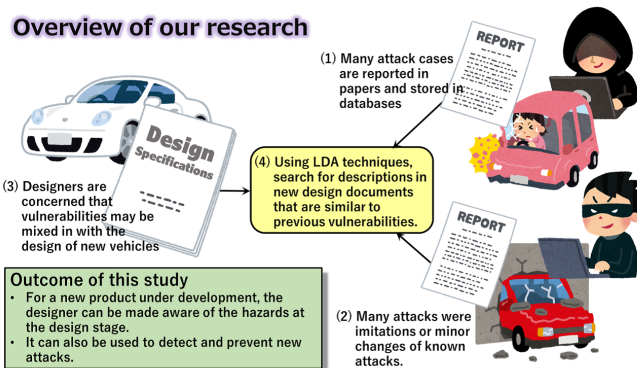 Overview of our research
(1) Many attack cases
are reported in
papers and stored in
databases
REPORT
Design
Specifications
(3) Designers are
concerned that
vulnerabilities may be
mixed in with the
design of new vehicles
(4) Using LDA techniques,
search for descriptions in
new design documents
that are similar to
previous vulnerabilities.
REPORT
(2) Many attacks were
imitations or minor
changes of known
attacks.
Outcome of this study
• For a new product under development, the
designer can be made aware of the hazards at
the design stage.
• It can also be used to detect and prevent new
attacks.